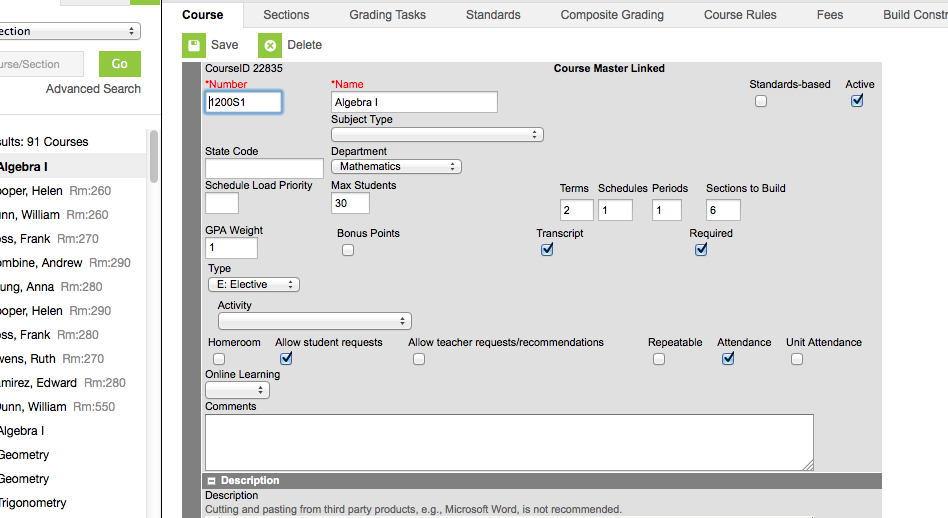 Course Sections Grading Tasks Standards Composite Grading Course Rules Fees Build Constr
ection
Save Delete
urse/Section Go
Advanced Search
ults: 91 Courses
Algebra I
ooper, Helen Rm:260
unn, William Rm:260
oss, Frank Rm:270
ombine, Andrew Rm:290
ung, Anna Rm:280
ooper, Helen Rm:290
oss, Frank Rm:280
wens, Ruth Rm:270
amirez, Edward Rm:280
Dunn, William Rm:550
Algebra I
Geometry
Geometry
Trigonometry
CourseID 22835 Course Master Linked
*Number *Name Standards-based Active
1200S1 Algebra I
Subject Type
State Code Department
Mathematics
Schedule Load Priority Max Students Terms Schedules Periods Sections to Build
30 2 1 1 6
GPA Weight Bonus Points Transcript Required
1
Type
E: Elective
Activity
Homeroom Allow student requests Allow teacher requests/recommendations Repeatable Attendance Unit Attendance
Online Learning
Comments
Description
Description
Cutting and pasting from third party products, e.g., Microsoft Word, is not recommended.